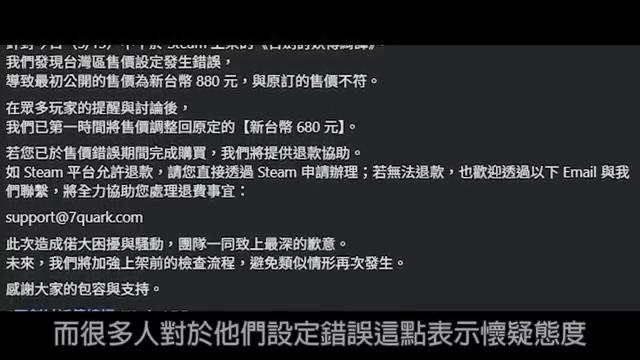 我們發現台灣區售價設定發生錯誤，
導致最初公開的售價為新台幣 880 元，與原訂的售價不符。
在眾多玩家的提醒與討論後，
我們已第一時間將售價調整回原定的【新台幣 680 元】。
若您已於售價錯誤期間完成購買，我們將提供退款協助。
如 Steam 平台允許退款，請您直接透過 Steam 申請辦理；若無法退款，也歡迎透過以下 Email 與我
們聯繫，將全力協助您處理退費事宜：
support@7quark.com
此次造成偌大困擾與騷動，團隊一同致上最深的歉意。
未來，我們將加強上架前的檢查流程，避免類似情形再次發生。
感謝大家的包容與支持。
而很多人對於他們設定錯誤這點表示懷疑態度